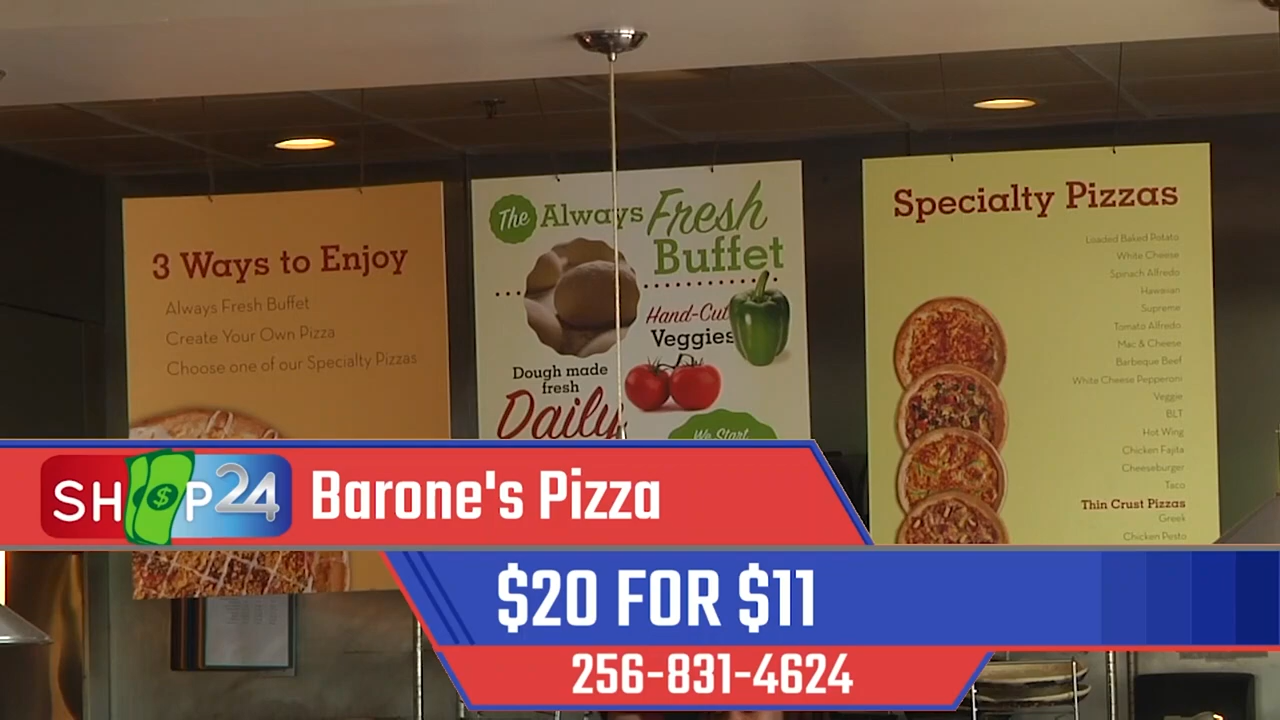 3 Ways to Enjoy
Always Fresh Buffet
Create Your Own Pizza
Choose one of our Specialty Pizzas
The Always Fresh
Buffet
Hand-Cut
Veggies
Dough made
fresh
Daily
We Start
Specialty Pizzas
Loaded Baked Potato
White Cheese
Spinach Alfredo
Hawaiian
Supreme
Tomato Alfredo
Mac & Cheese
Barbeque Beef
White Cheese Pepperoni
Veggie
BLT
Hot Wing
Chicken Fajita
Cheeseburger
Taco
Thin Crust Pizzas
Greek
Chicken Pesto
SHOP24
Barone's Pizza
$20 FOR $11
256-831-4624